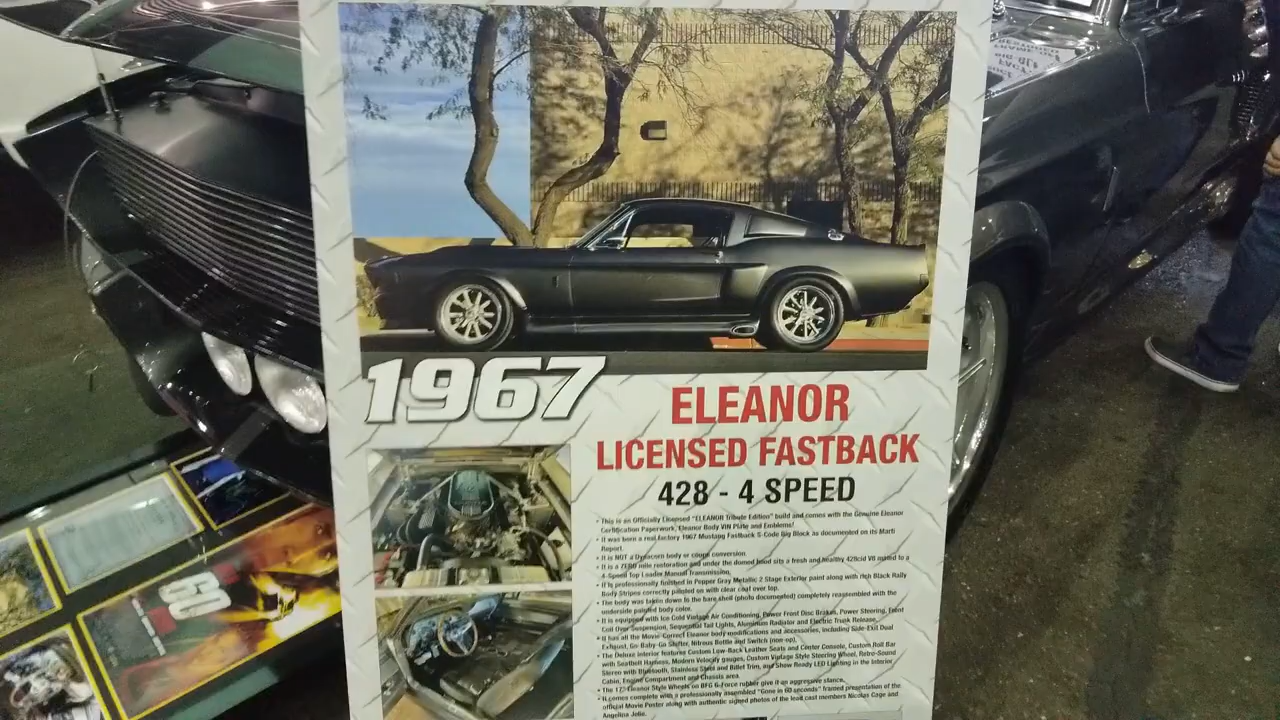 1967
ELEANOR
LICENSED FASTBACK
428 - 4 SPEED
• This is an Officially Licensed "ELEANOR Tribute Edition" build and comes with the Genuine Eleanor
Certification Paperwork, Eleanor Body VIN Plate and Emblems!
• It was born a real factory 1967 Mustang Fastback S-Code Big Block as documented on its Marti
Report.
• It is NOT a Dynacorn body or coupe conversion.
• It is a ZERO mile restoration and under the domed hood sits a fresh and healthy 428cid V8 mated to a
4-Speed Top Loader Manual Transmission.
• It is professionally finished in Pepper Gray Metallic 2 Stage Exterior paint along with rich Black Rally
Body Stripes correctly painted on with clear coat over top.
• The body was taken down to the bare shell (photo documented) completely reassembled with the
underside painted body color.
• It is equipped with Ice Cold Vintage Air Conditioning, Power Front Disc Brakes, Power Steering, Front
Coil Over Suspension, Sequential Tail Lights, Aluminum Radiator and Electric Trunk Release.
• It has all the Movie-Correct Eleanor body modifications and accessories, including Side-Exit Dual
Exhaust, Go-Baby-Go Shifter, Nitrous Bottle and Switch (non-op).
• The Deluxe Interior features Custom Low-Back Leather Seats and Center Console, Custom Roll Bar
with Seatbelt Harness, Modern Velocity gauges, Custom Vintage Style Steering Wheel, Retro-Sound
Stereo with Bluetooth, Stainless Steel and Billet Trim, and Show Ready LED Lighting in the Interior
Cabin, Engine Compartment and Chassis area.
• The 17" Eleanor Style Wheels on BFG G-Force rubber give it an aggressive stance.
• It comes complete with a professionally assembled "Gone in 60 seconds" framed presentation of the
official Movie Poster along with authentic signed photos of the lead cast members Nicolas Cage and
Angelina Jolie.
60